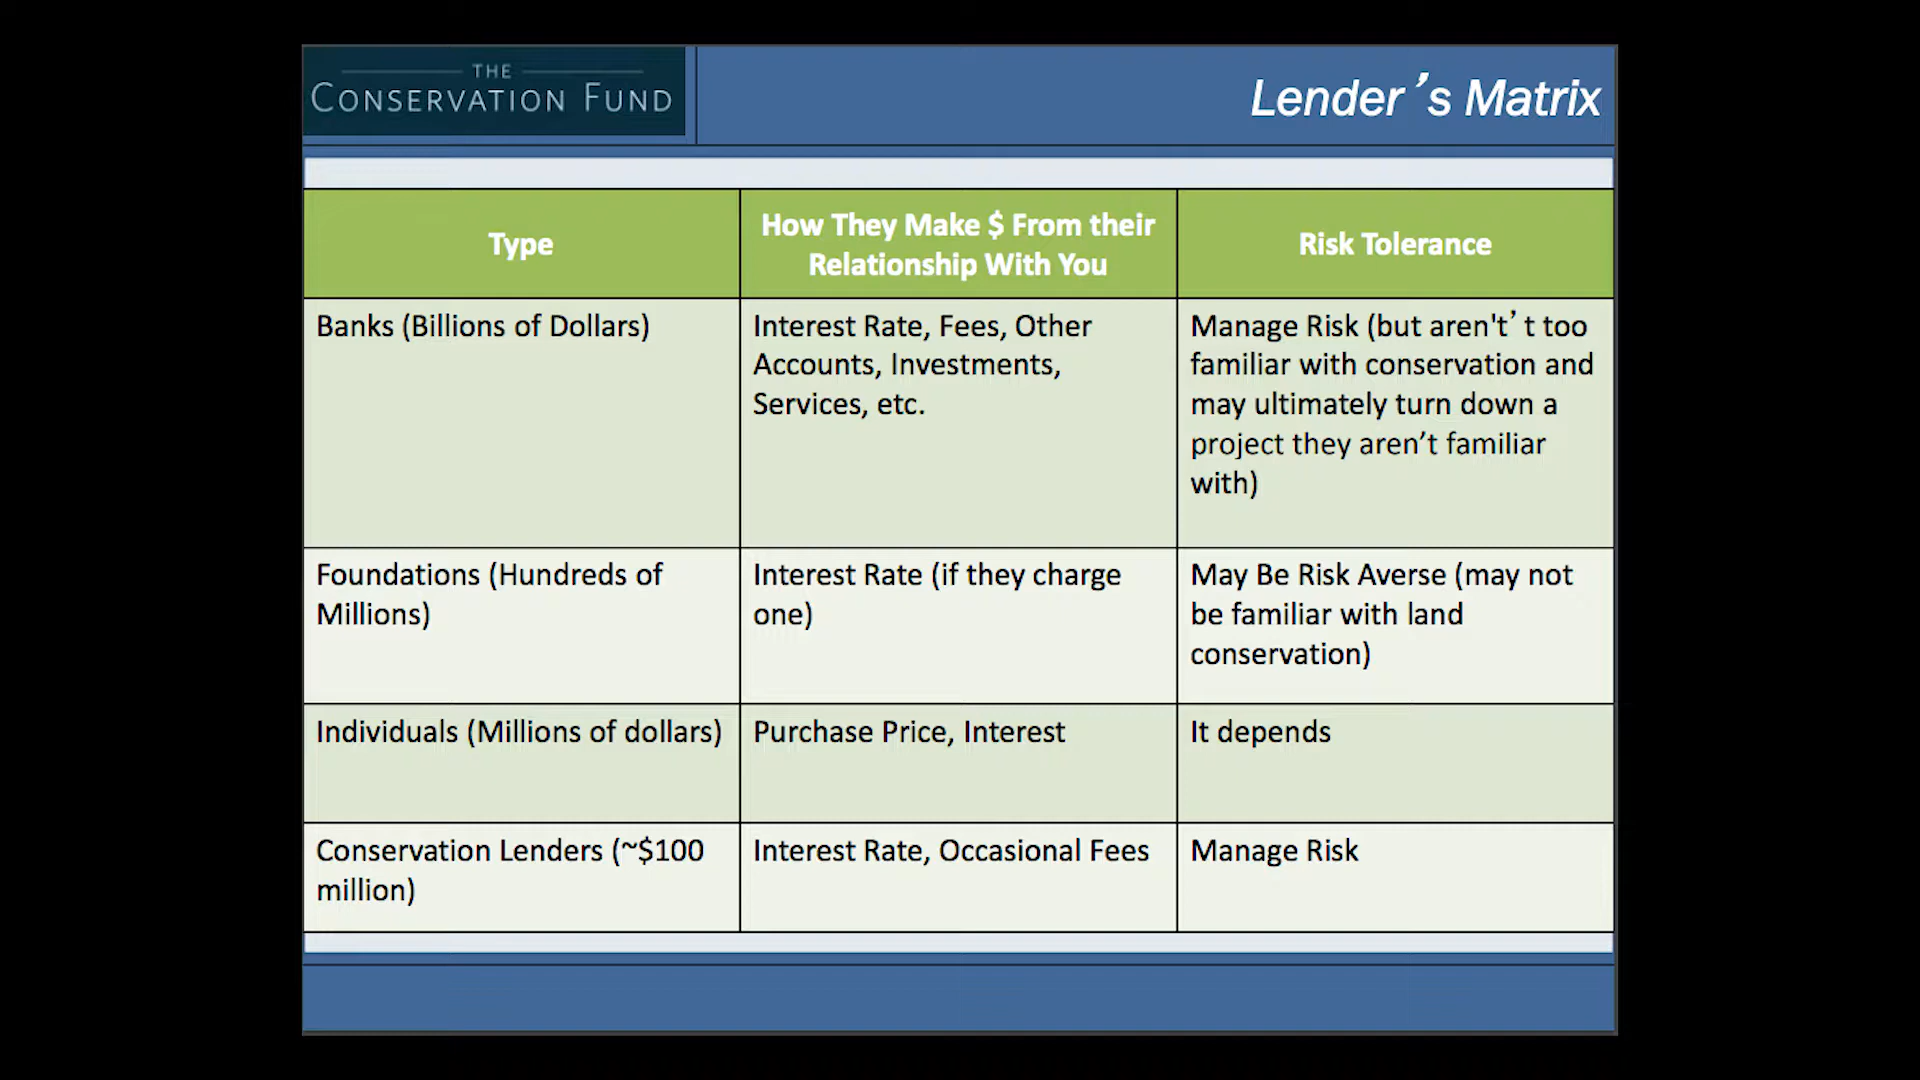 THE
CONSERVATION FUND
Lender’s Matrix
Type
How They Make $ From their
Relationship With You
Risk Tolerance
Banks (Billions of Dollars)
Interest Rate, Fees, Other
Accounts, Investments,
Services, etc.
Manage Risk (but aren't’t too
familiar with conservation and
may ultimately turn down a
project they aren’t familiar
with)
Foundations (Hundreds of
Millions)
Interest Rate (if they charge
one)
May Be Risk Averse (may not
be familiar with land
conservation)
Individuals (Millions of dollars)
Purchase Price, Interest
It depends
Conservation Lenders (~$100
million)
Interest Rate, Occasional Fees
Manage Risk